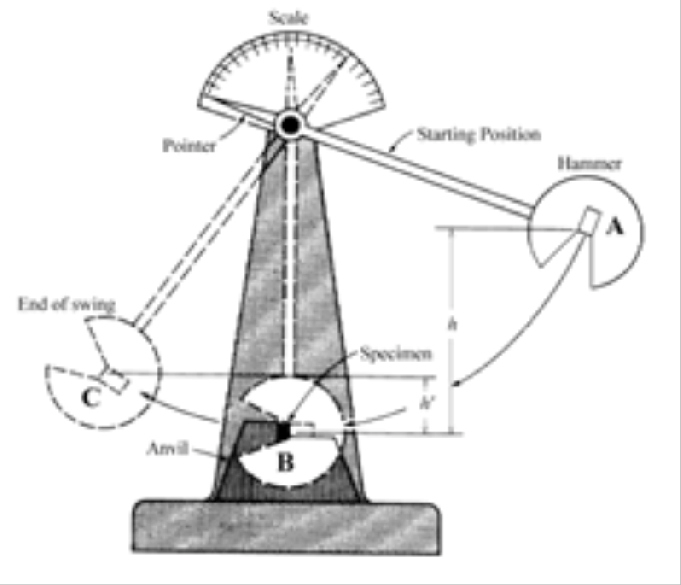 Scale
Pointer
Starting Position
Hammer
A
End of swing
h
Specimen
C
h'
Anvil
B